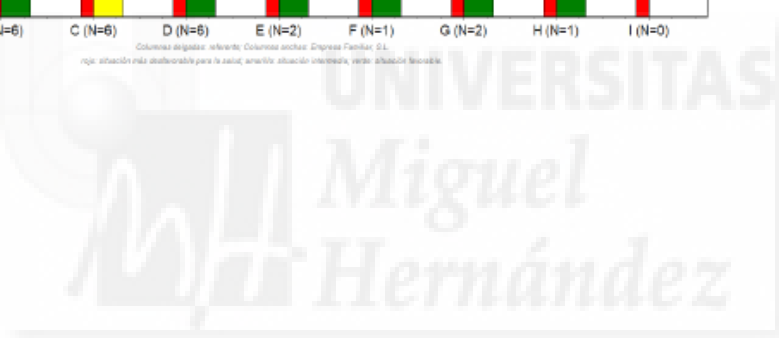 N=6) C (N=6) D (N=6) E (N=2) F (N=1) G (N=2) H (N=1) I (N=0)
Columnas delgadas: referente; Columnas anchas: Empresa Familiar, S.L.
rojo: situación más desfavorable para la salud; amarillo: situación intermedia; verde: situación favorable.
UNIVERSITAS
Miguel
Hernández